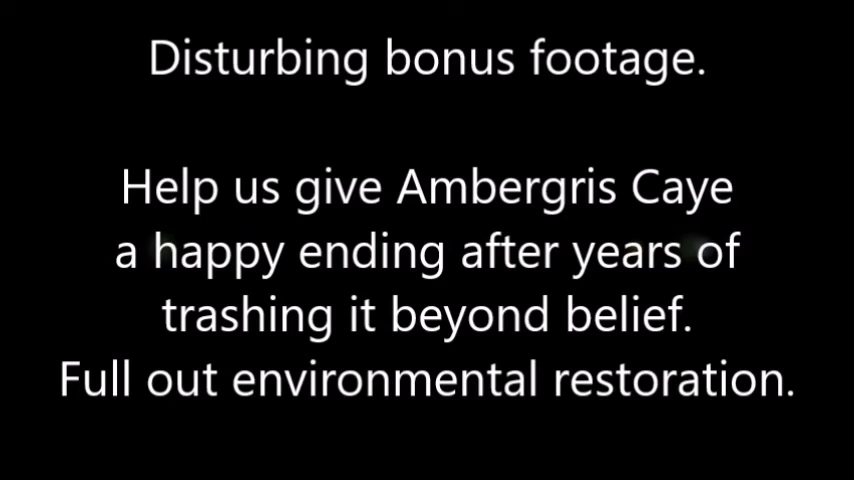 Disturbing bonus footage.
Help us give Ambergris Caye
a happy ending after years of
trashing it beyond belief.
Full out environmental restoration.